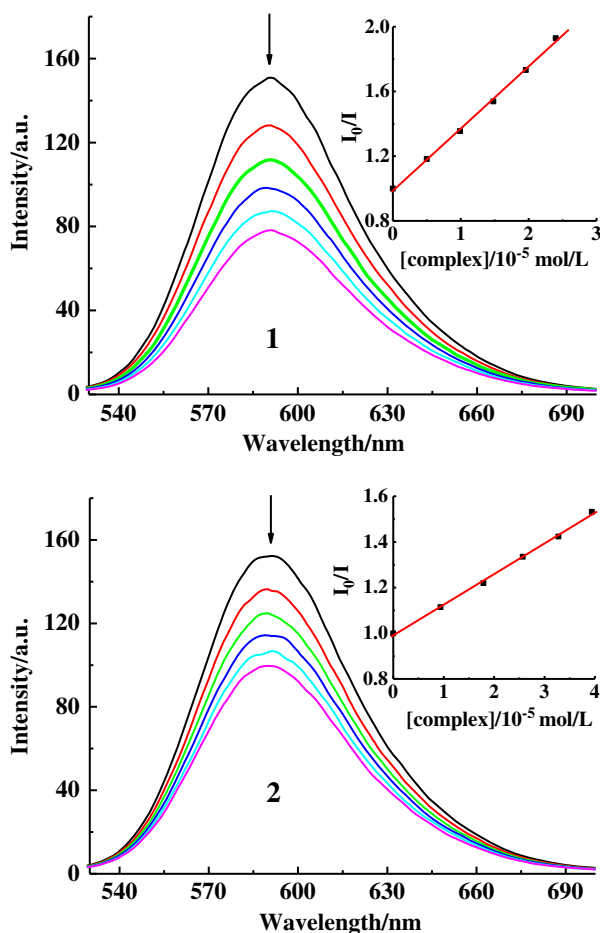 160
120
80
40
0
540 570 600 630 660 690
Intensity/a.u.
Wavelength/nm
1
2.0
1.6
1.2
0.8
0 1 2 3
I₀/I
[complex]/10⁻⁵ mol/L
160
120
80
40
0
540 570 600 630 660 690
Intensity/a.u.
Wavelength/nm
2
1.6
1.4
1.2
1.0
0.8
0 1 2 3 4
I₀/I
[complex]/10⁻⁵ mol/L